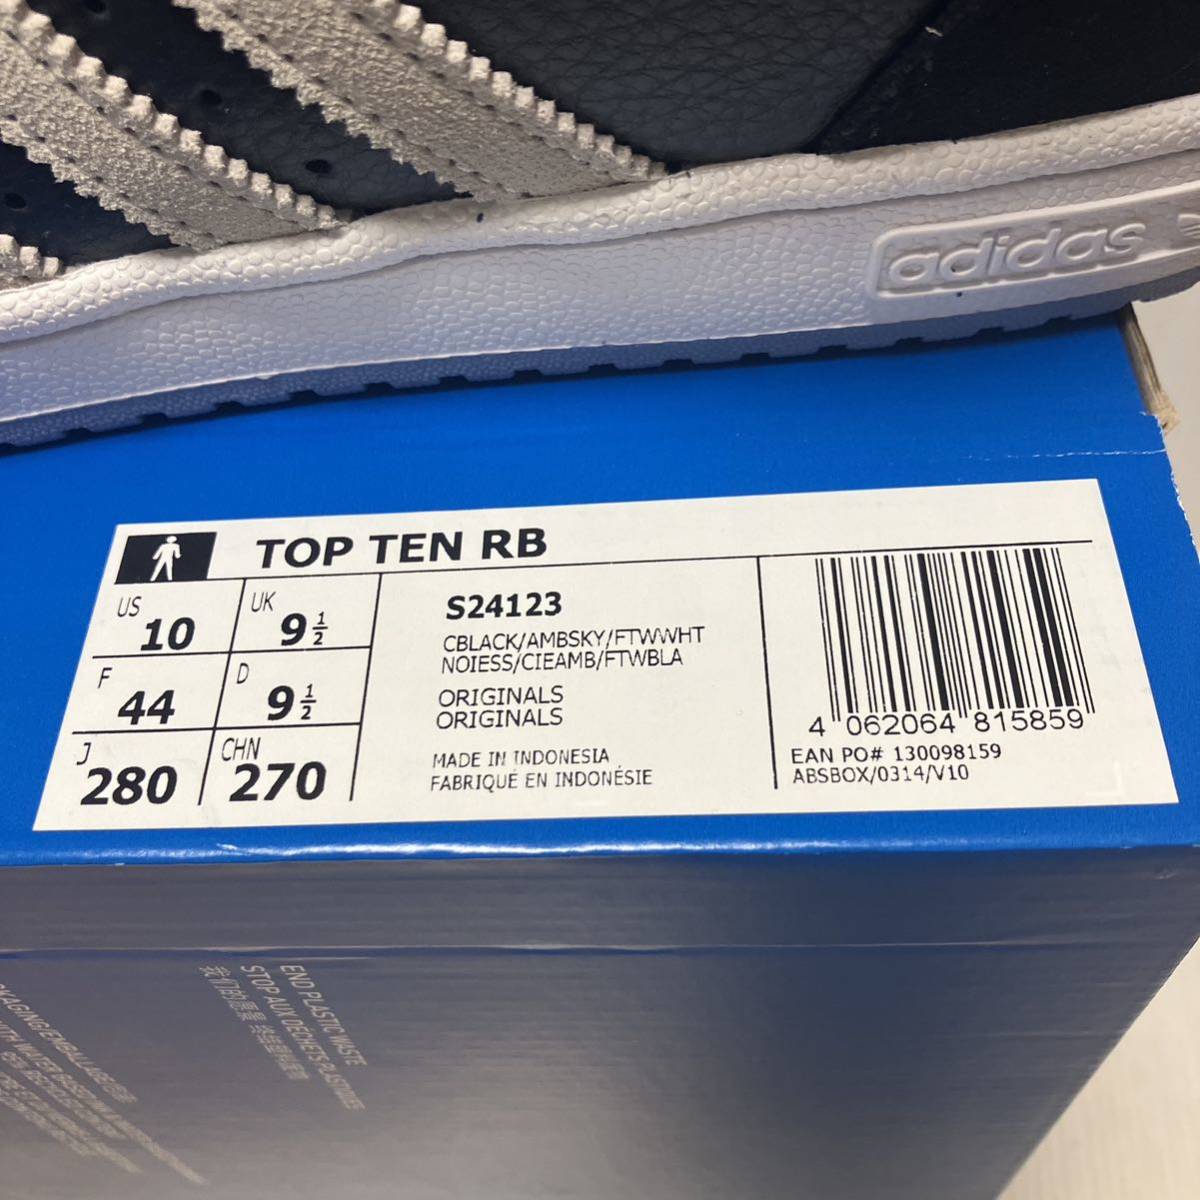 adidas
TOP TEN RB
US 10
UK 9 1/2
F 44
D 9 1/2
J 280
CHN 270
S24123
CBLACK/AMBSKY/FTWWHT
NOIESS/CIEAMB/FTWBLA
ORIGINALS
ORIGINALS
MADE IN INDONESIA
FABRIQUÉ EN INDONÉSIE
4 062064 815859
EAN PO# 130098159
ABSBOX/0314/V10
END PLASTIC WASTE
STOP AUX DÉCHETS PLASTIQUES